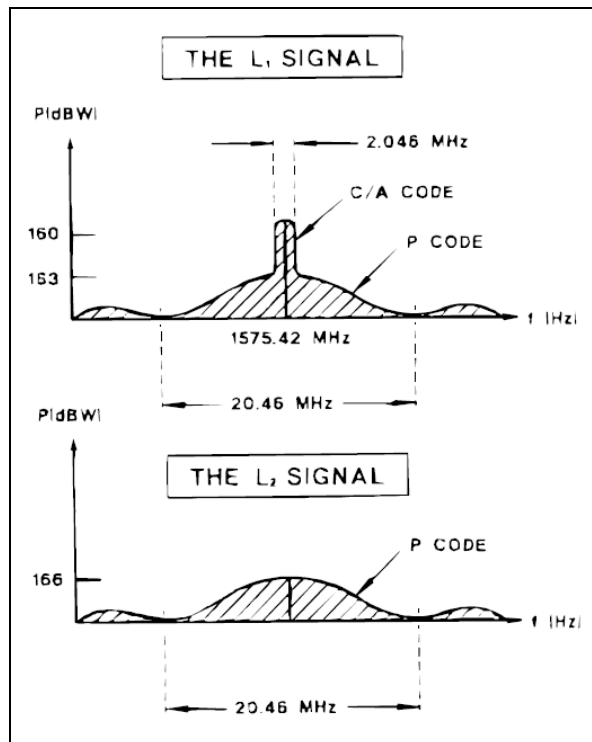 THE L₁ SIGNAL
P|dBW|
2.046 MHz
C/A CODE
160
P CODE
153
f |Hz|
1575.42 MHz
20.46 MHz
P|dBW|
THE L₂ SIGNAL
P CODE
166
f |Hz|
20.46 MHz